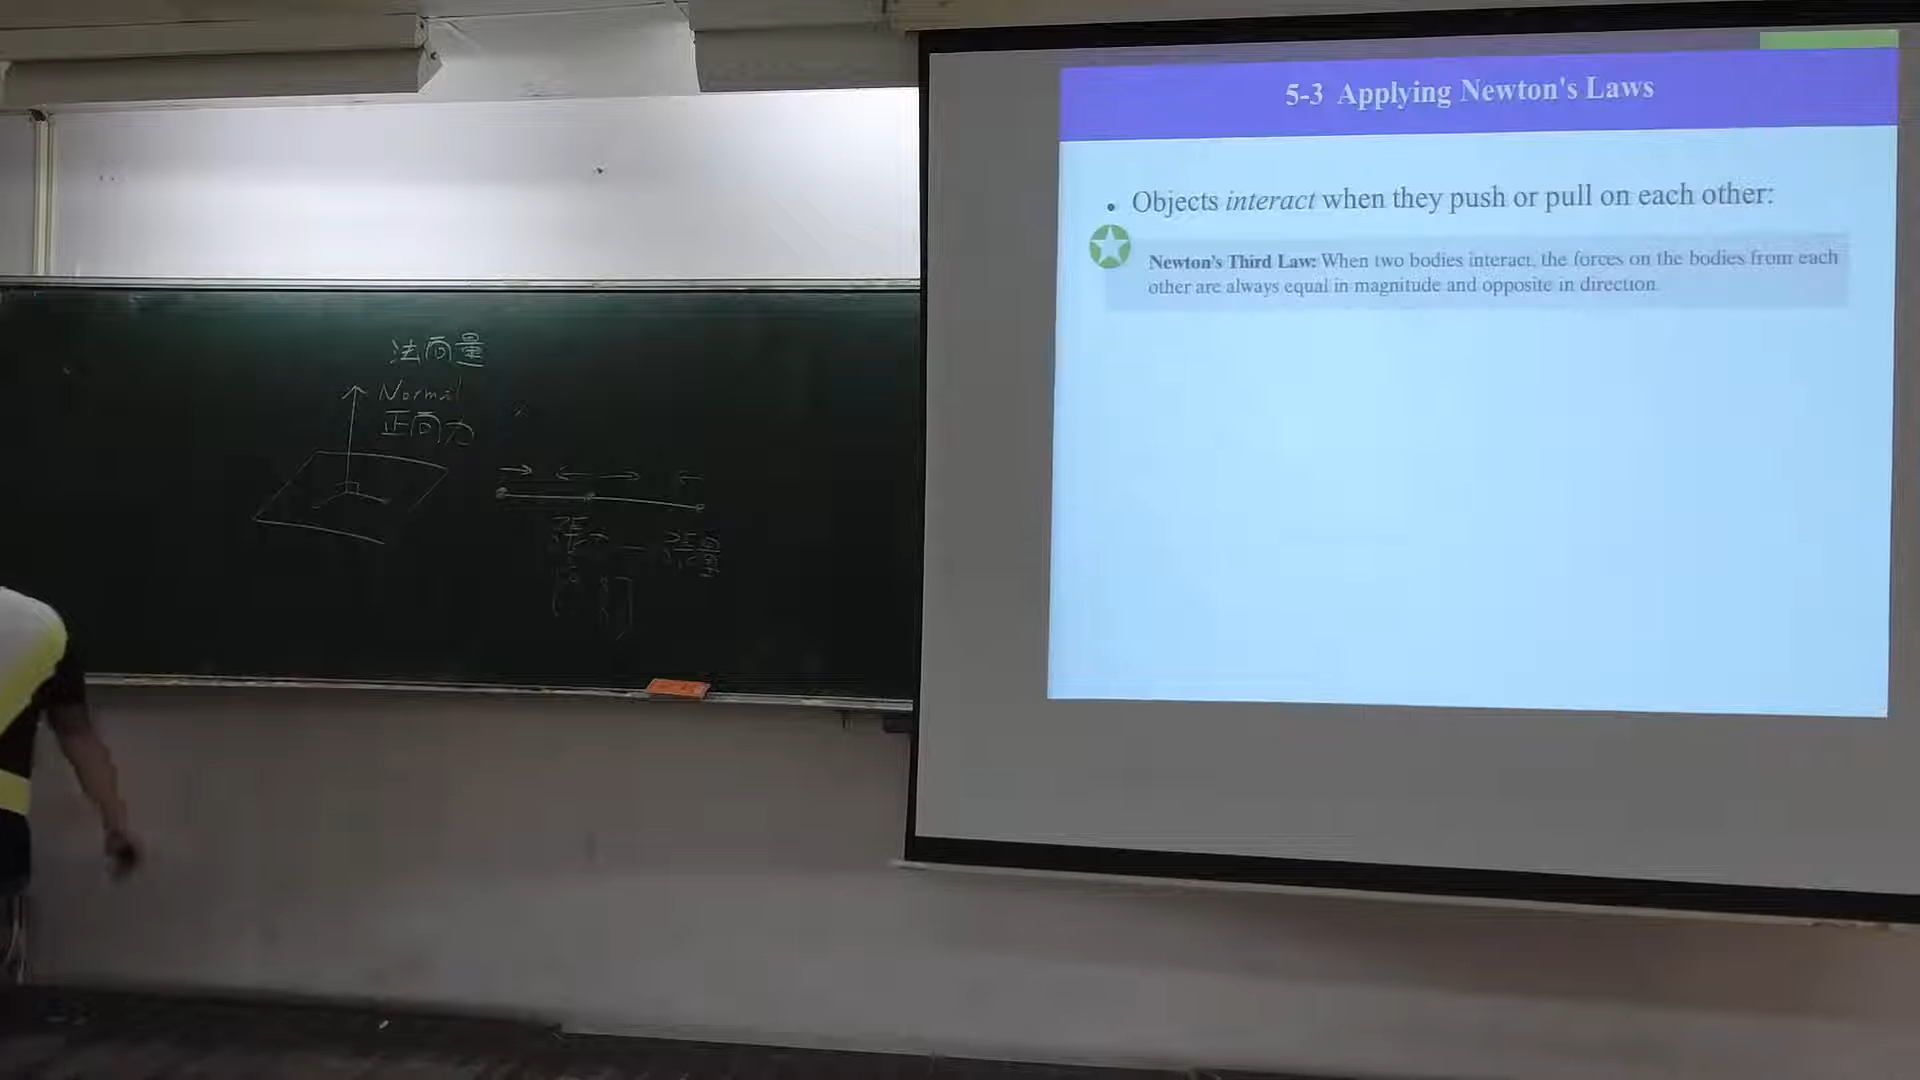 法向量
Normal
正向力
張力 — 張量
5-3 Applying Newton's Laws
• Objects interact when they push or pull on each other:
Newton's Third Law: When two bodies interact, the forces on the bodies from each
other are always equal in magnitude and opposite in direction.